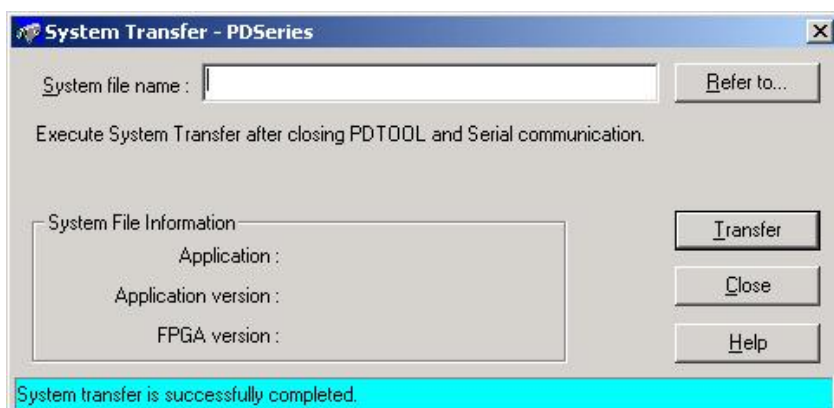 System Transfer - PDSeries
System file name :
Refer to...
Execute System Transfer after closing PDTOOL and Serial communication.
System File Information
Application :
Application version :
FPGA version :
Transfer
Close
Help
System transfer is successfully completed.